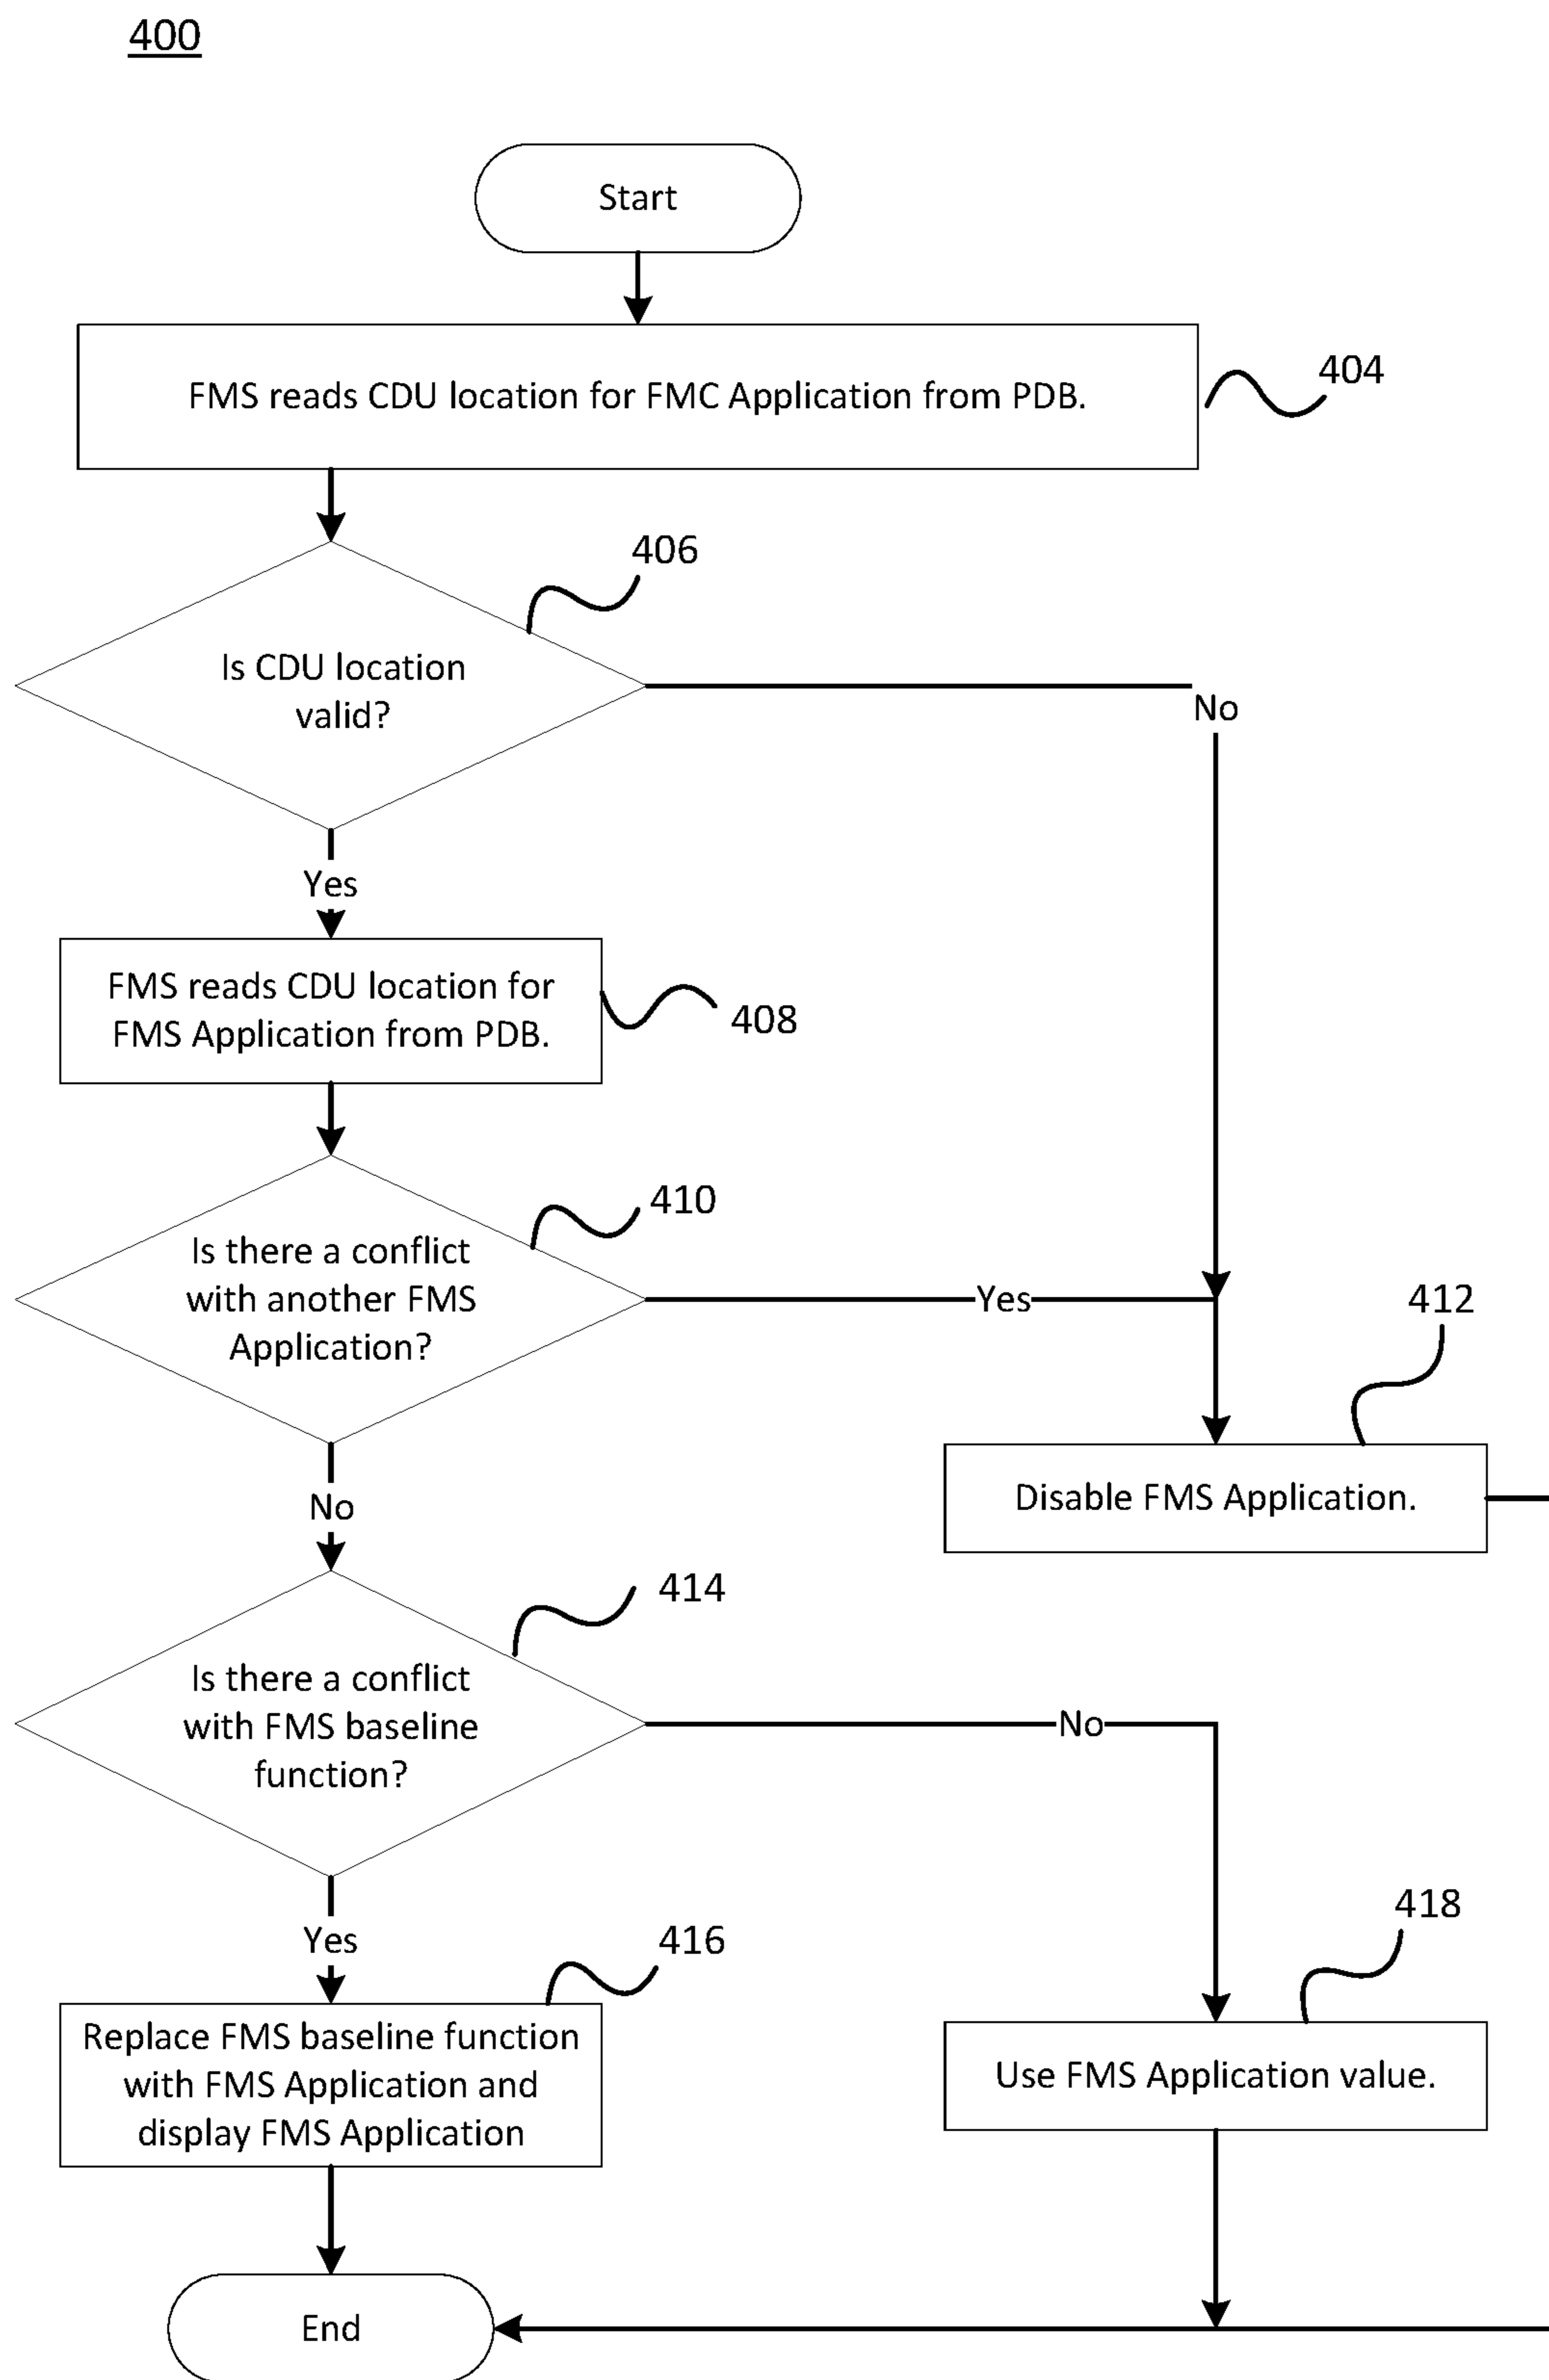 400
Start
FMS reads CDU location for FMC Application from PDB.
404
406
Is CDU location
valid?
No
Yes
FMS reads CDU location for
FMS Application from PDB.
408
410
Is there a conflict
with another FMS
Application?
Yes
412
Disable FMS Application.
No
414
Is there a conflict
with FMS baseline
function?
No
418
Yes
416
Replace FMS baseline function
with FMS Application and
display FMS Application
Use FMS Application value.
End